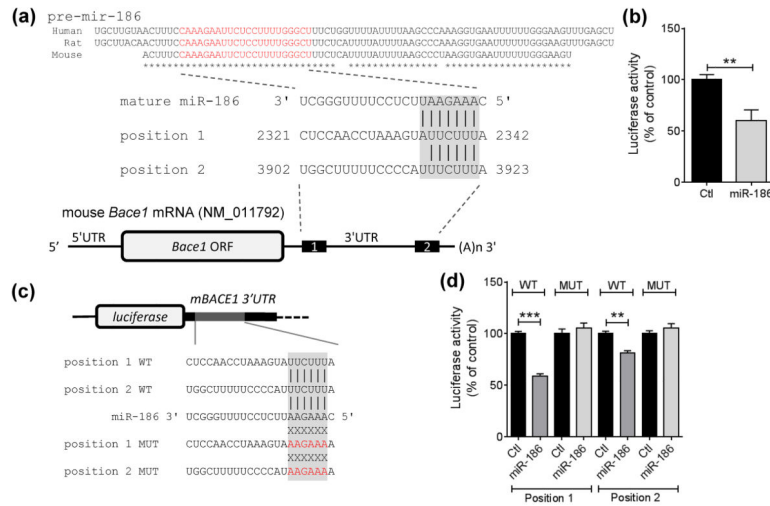 (a)
pre-mir-186
Human UGCUUGUAACUUUCCAAAGAAUUCUCCUUUUGGGCUUUCUGGUUUUAUUUUAAGCCCAAAGGUGAAUUUUUUGGGAAGUUUGAGCU
Rat UGCUUACAACUUUCCAAAGAAUUCUCCUUUUGGGCUUUCUCAUUUUAUUUUAAGCCCUAAGGUGAAUUUUUUGGGAAGUUUGAGCU
Mouse ACUUUCCAAAGAAUUCUCCUUUUGGGCUUUCUCAUUUUAUUUUAAGCCCUAAGGUGAAUUUUUUGGGAAGU
mature miR-186 3' UCGGGUUUUCCUCUUAAGAAAC 5'
position 1 2321 CUCCAACCUAAAGUAUUCUUUA 2342
position 2 3902 UGGCUUUUUCCCCAUUUCUUUA 3923
mouse Bace1 mRNA (NM_011792)
5' 5'UTR Bace1 ORF 1 3'UTR 2 (A)n 3'
(b)
Luciferase activity
(% of control)
150
100
50
0
**
Ctl miR-186
(c)
mBACE1 3'UTR
luciferase
position 1 WT CUCCAACCUAAAGUAUUCUUUA
position 2 WT UGGCUUUUUCCCCAUUUCUUUA
miR-186 3' UCGGGUUUUCCUCUUAAGAAAC 5'
XXXXXX
position 1 MUT CUCCAACCUAAAGUAAAGAAAA
position 2 MUT UGGCUUUUUCCCCAUAAGAAAA
(d)
WT MUT WT MUT
Luciferase activity
(% of control)
150
100
50
0
*** **
Ctl miR-186 Ctl miR-186 Ctl miR-186 Ctl miR-186
Position 1 Position 2